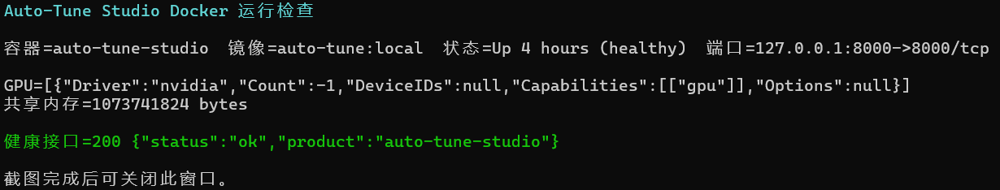 Auto-Tune Studio Docker 运行检查
容器=auto-tune-studio 镜像=auto-tune:local 状态=Up 4 hours (healthy) 端口=127.0.0.1:8000->8000/tcp
GPU=[{"Driver":"nvidia","Count":-1,"DeviceIDs":null,"Capabilities":[["gpu"]],"Options":null}]
共享内存=1073741824 bytes
健康接口=200 {"status":"ok","product":"auto-tune-studio"}
截图完成后可关闭此窗口。